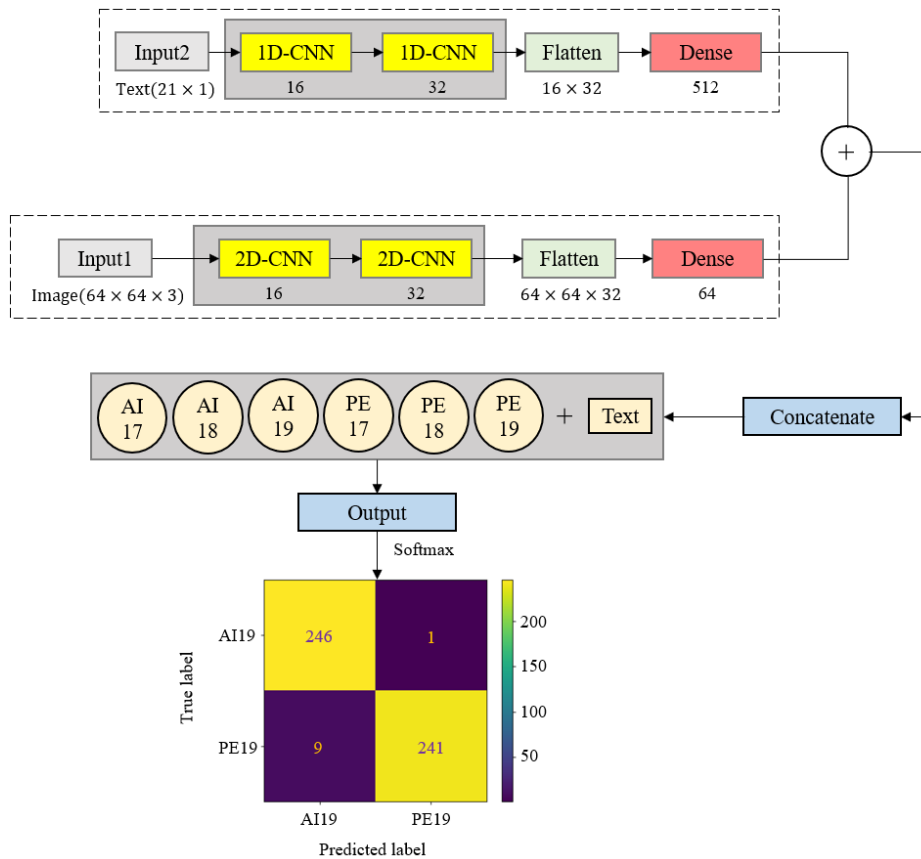 Input2
1D-CNN
1D-CNN
Flatten
Dense
Text(21 × 1)
16
32
16 × 32
512
+
Input1
2D-CNN
2D-CNN
Flatten
Dense
Image(64 × 64 × 3)
16
32
64 × 64 × 32
64
AI
17
AI
18
AI
19
PE
17
PE
18
PE
19
+
Text
Concatenate
Output
Softmax
True label
AI19
246
1
PE19
9
241
AI19
PE19
Predicted label
200
150
100
50